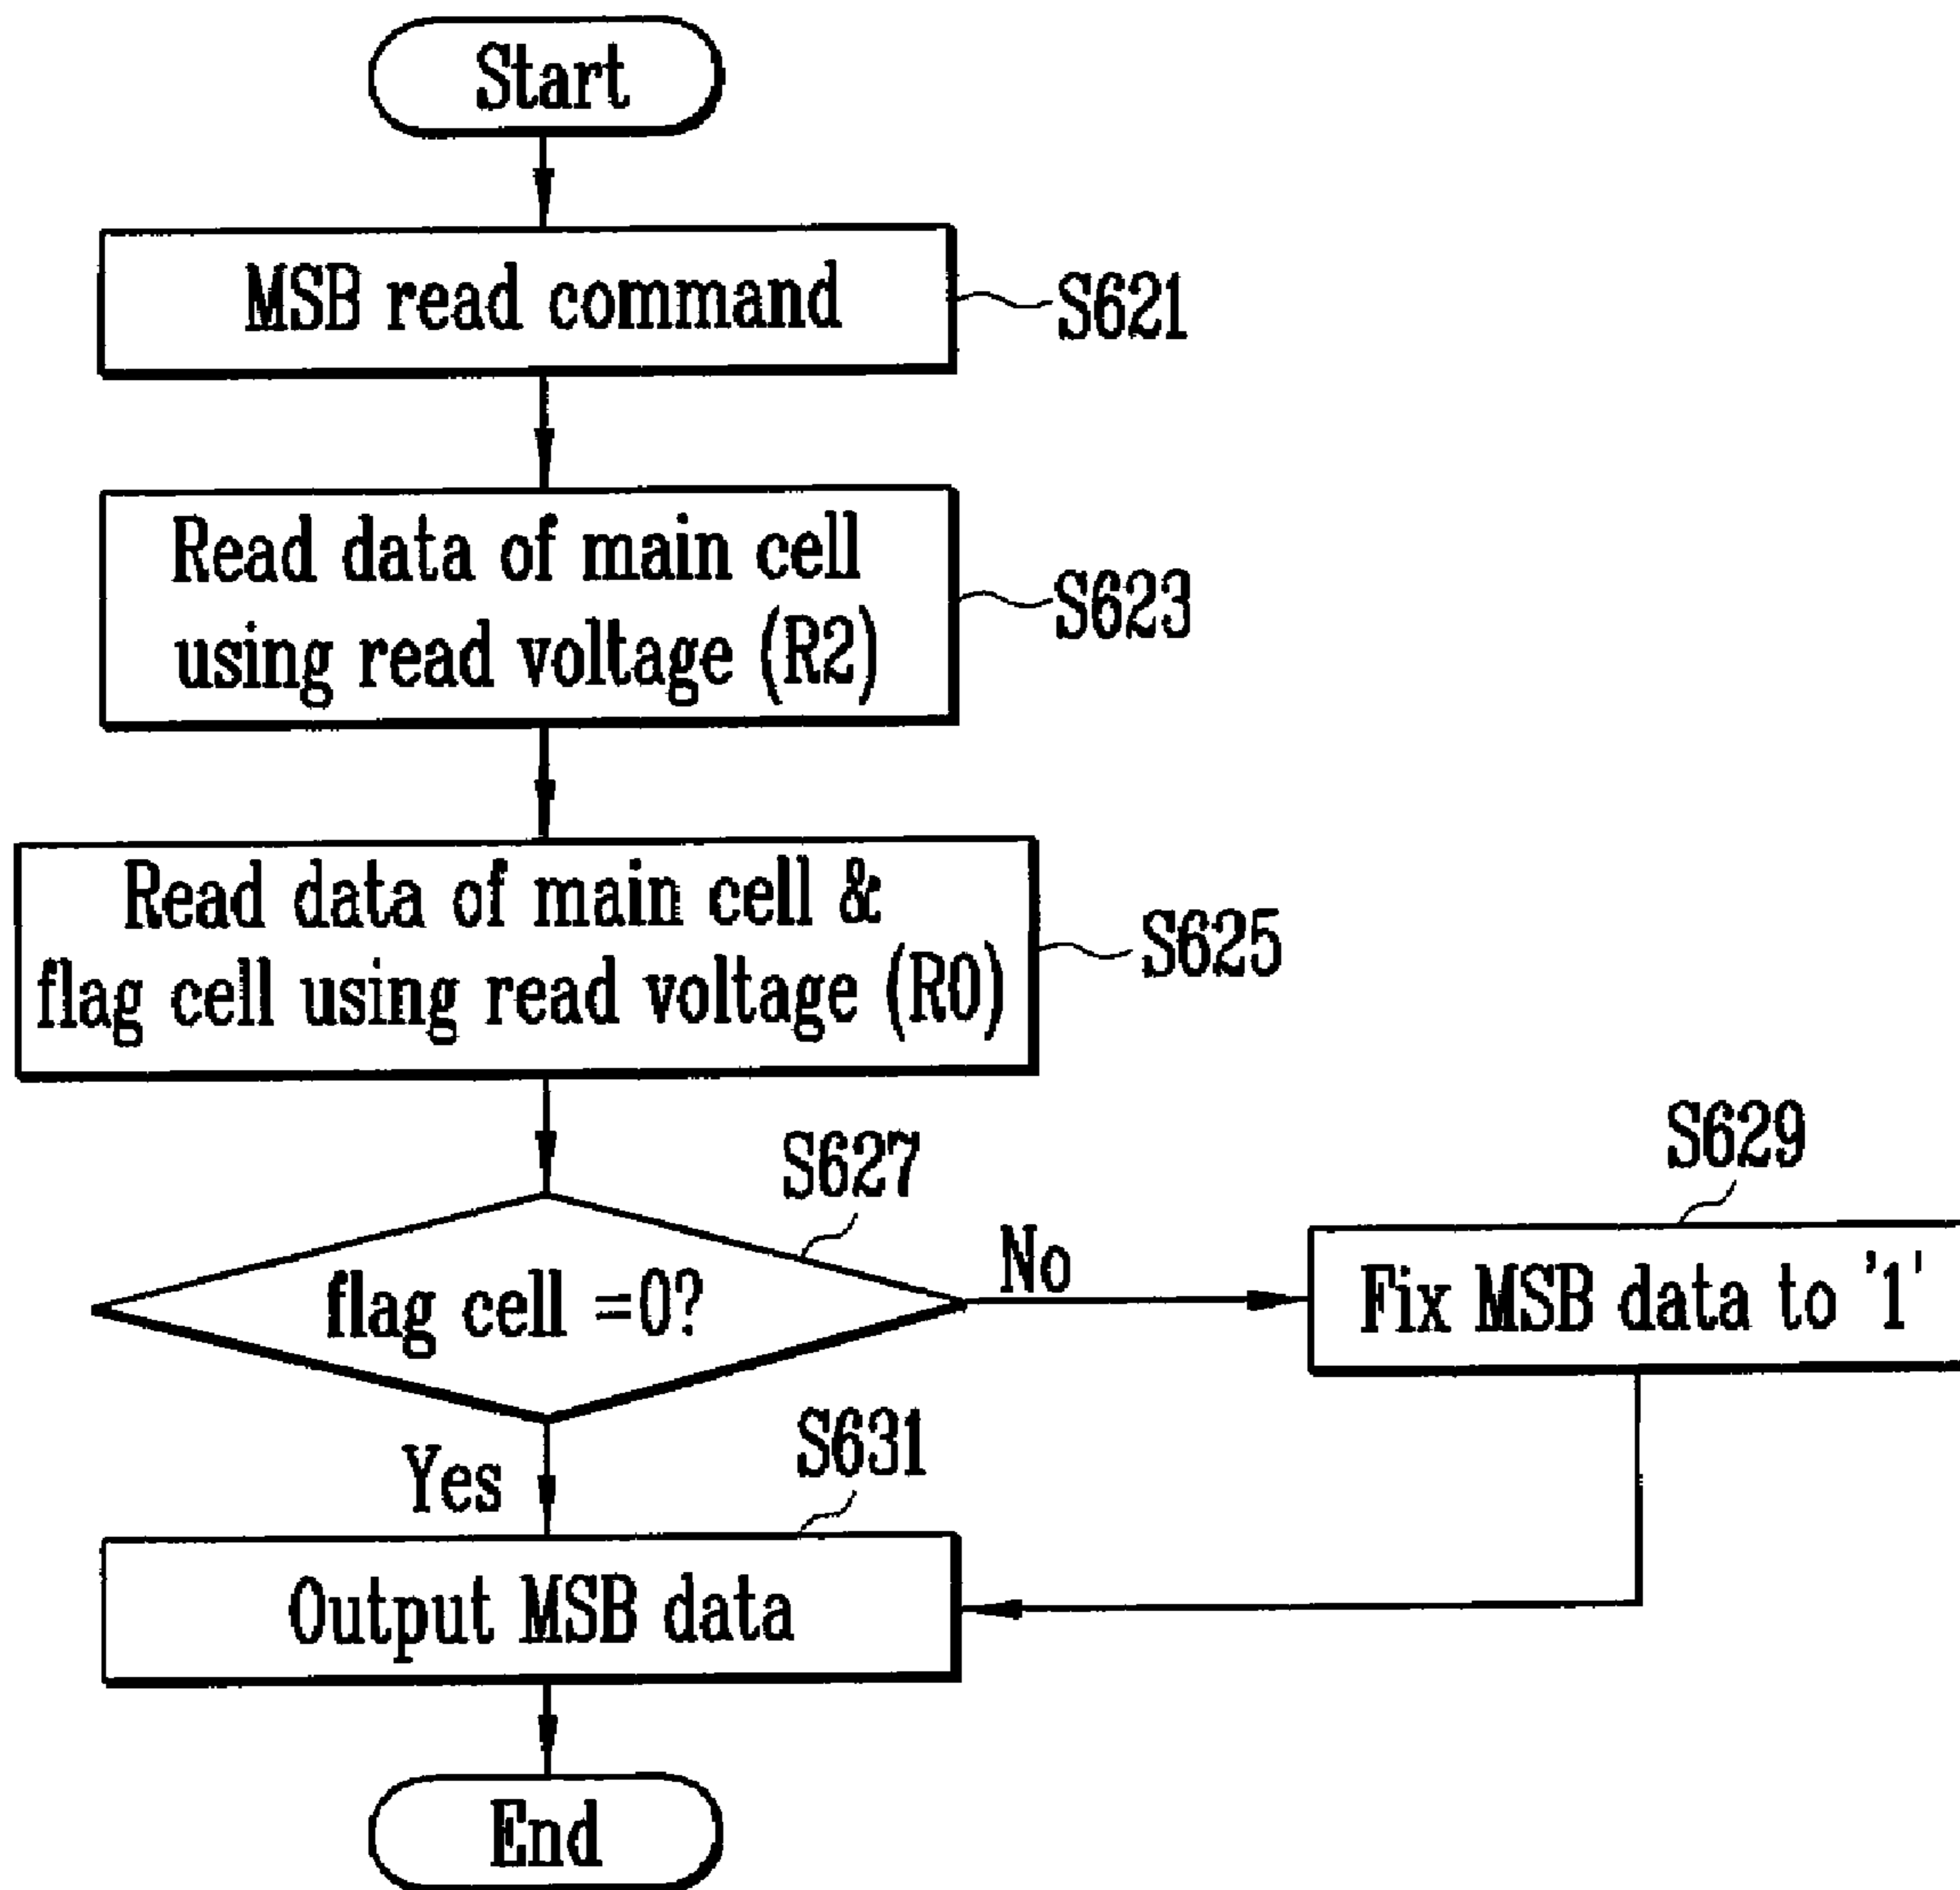 Start
MSB read command
S621
Read data of main cell
using read voltage (R2)
S623
Read data of main cell &
flag cell using read voltage (R0)
S625
S627
flag cell =0?
No
S629
Fix MSB data to '1'
Yes
S631
Output MSB data
End